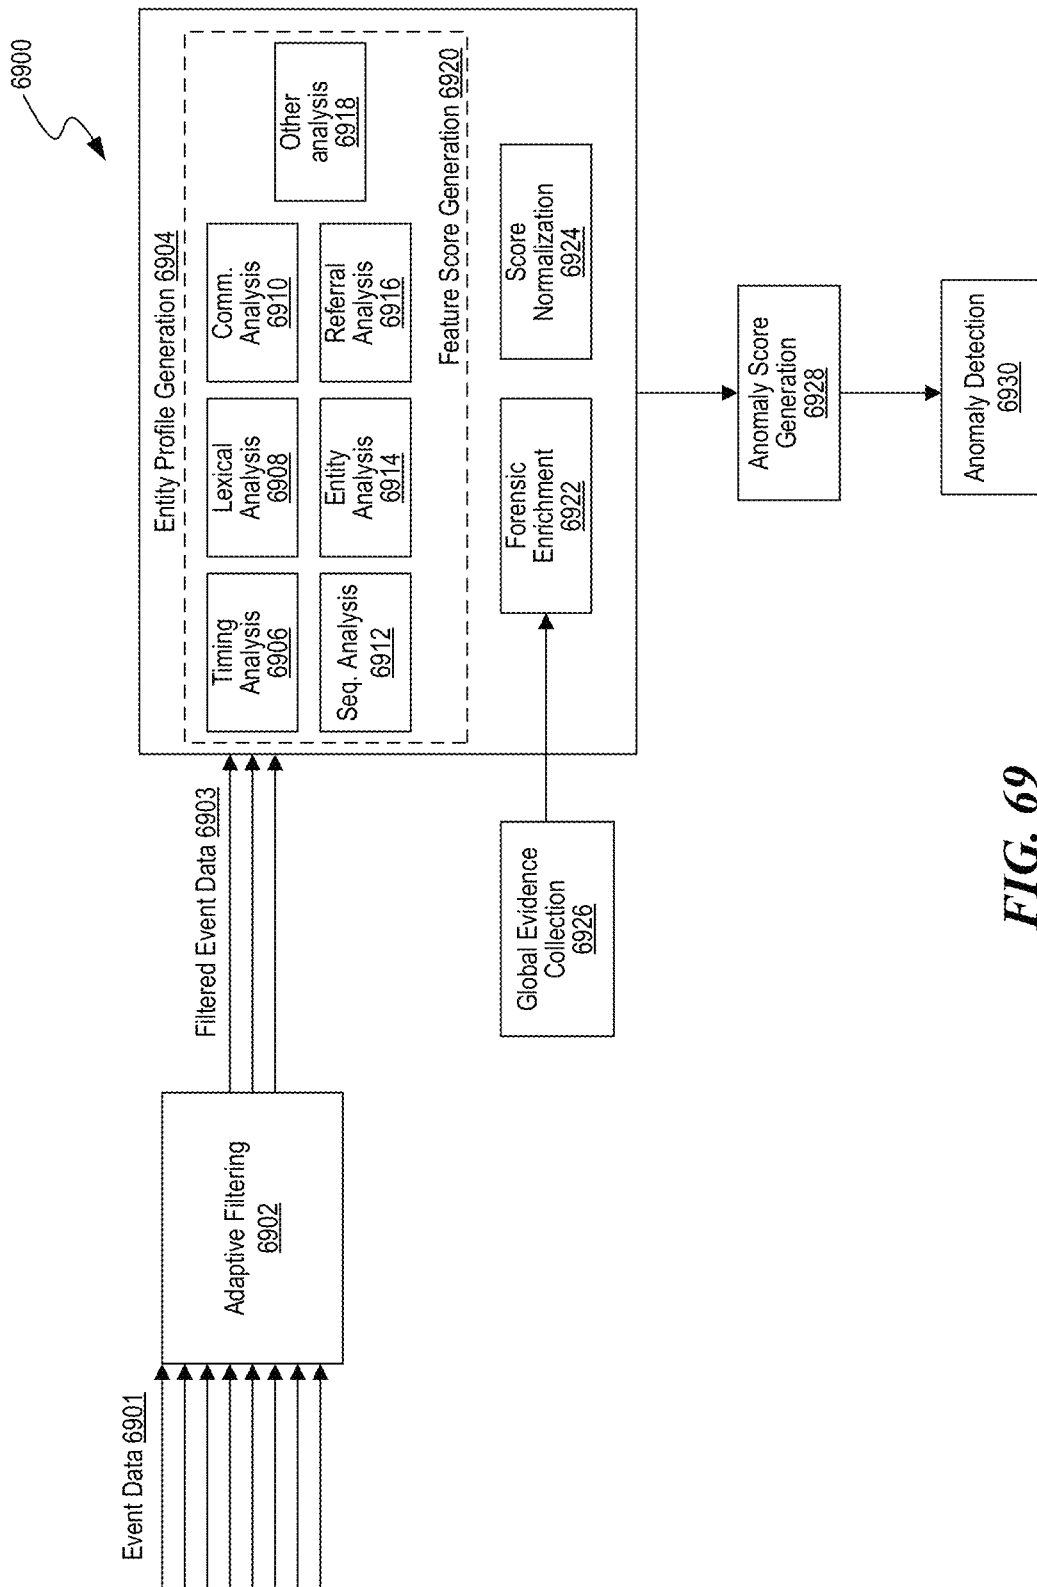 6900
Event Data 6901
Adaptive Filtering
6902
Filtered Event Data 6903
Entity Profile Generation 6904
Timing
Analysis
6906
Lexical
Analysis
6908
Comm.
Analysis
6910
Seq. Analysis
6912
Entity
Analysis
6914
Referral
Analysis
6916
Other
analysis
6918
Feature Score Generation 6920
Forensic
Enrichment
6922
Score
Normalization
6924
Global Evidence
Collection
6926
Anomaly Score
Generation
6928
Anomaly Detection
6930
FIG. 69